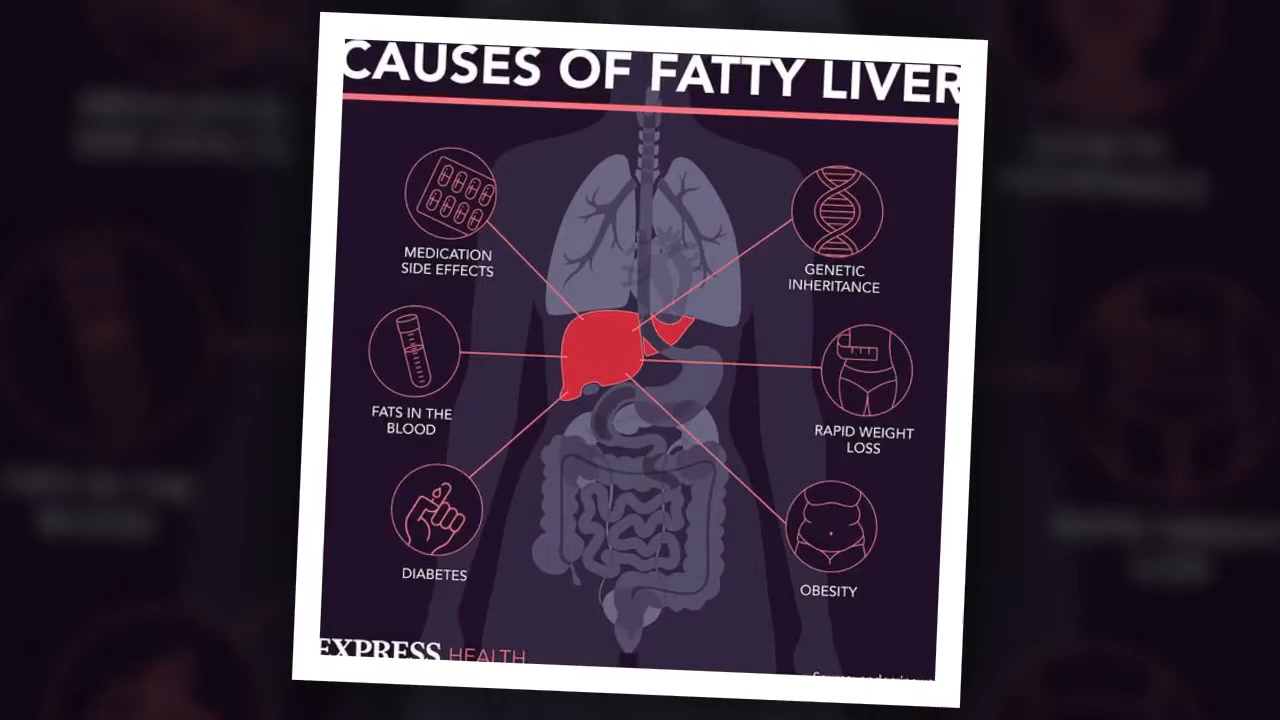 CAUSES OF FATTY LIVER
MEDICATION
SIDE EFFECTS
GENETIC
INHERITANCE
FATS IN THE
BLOOD
RAPID WEIGHT
LOSS
DIABETES
OBESITY
EXPRESS HEALTH